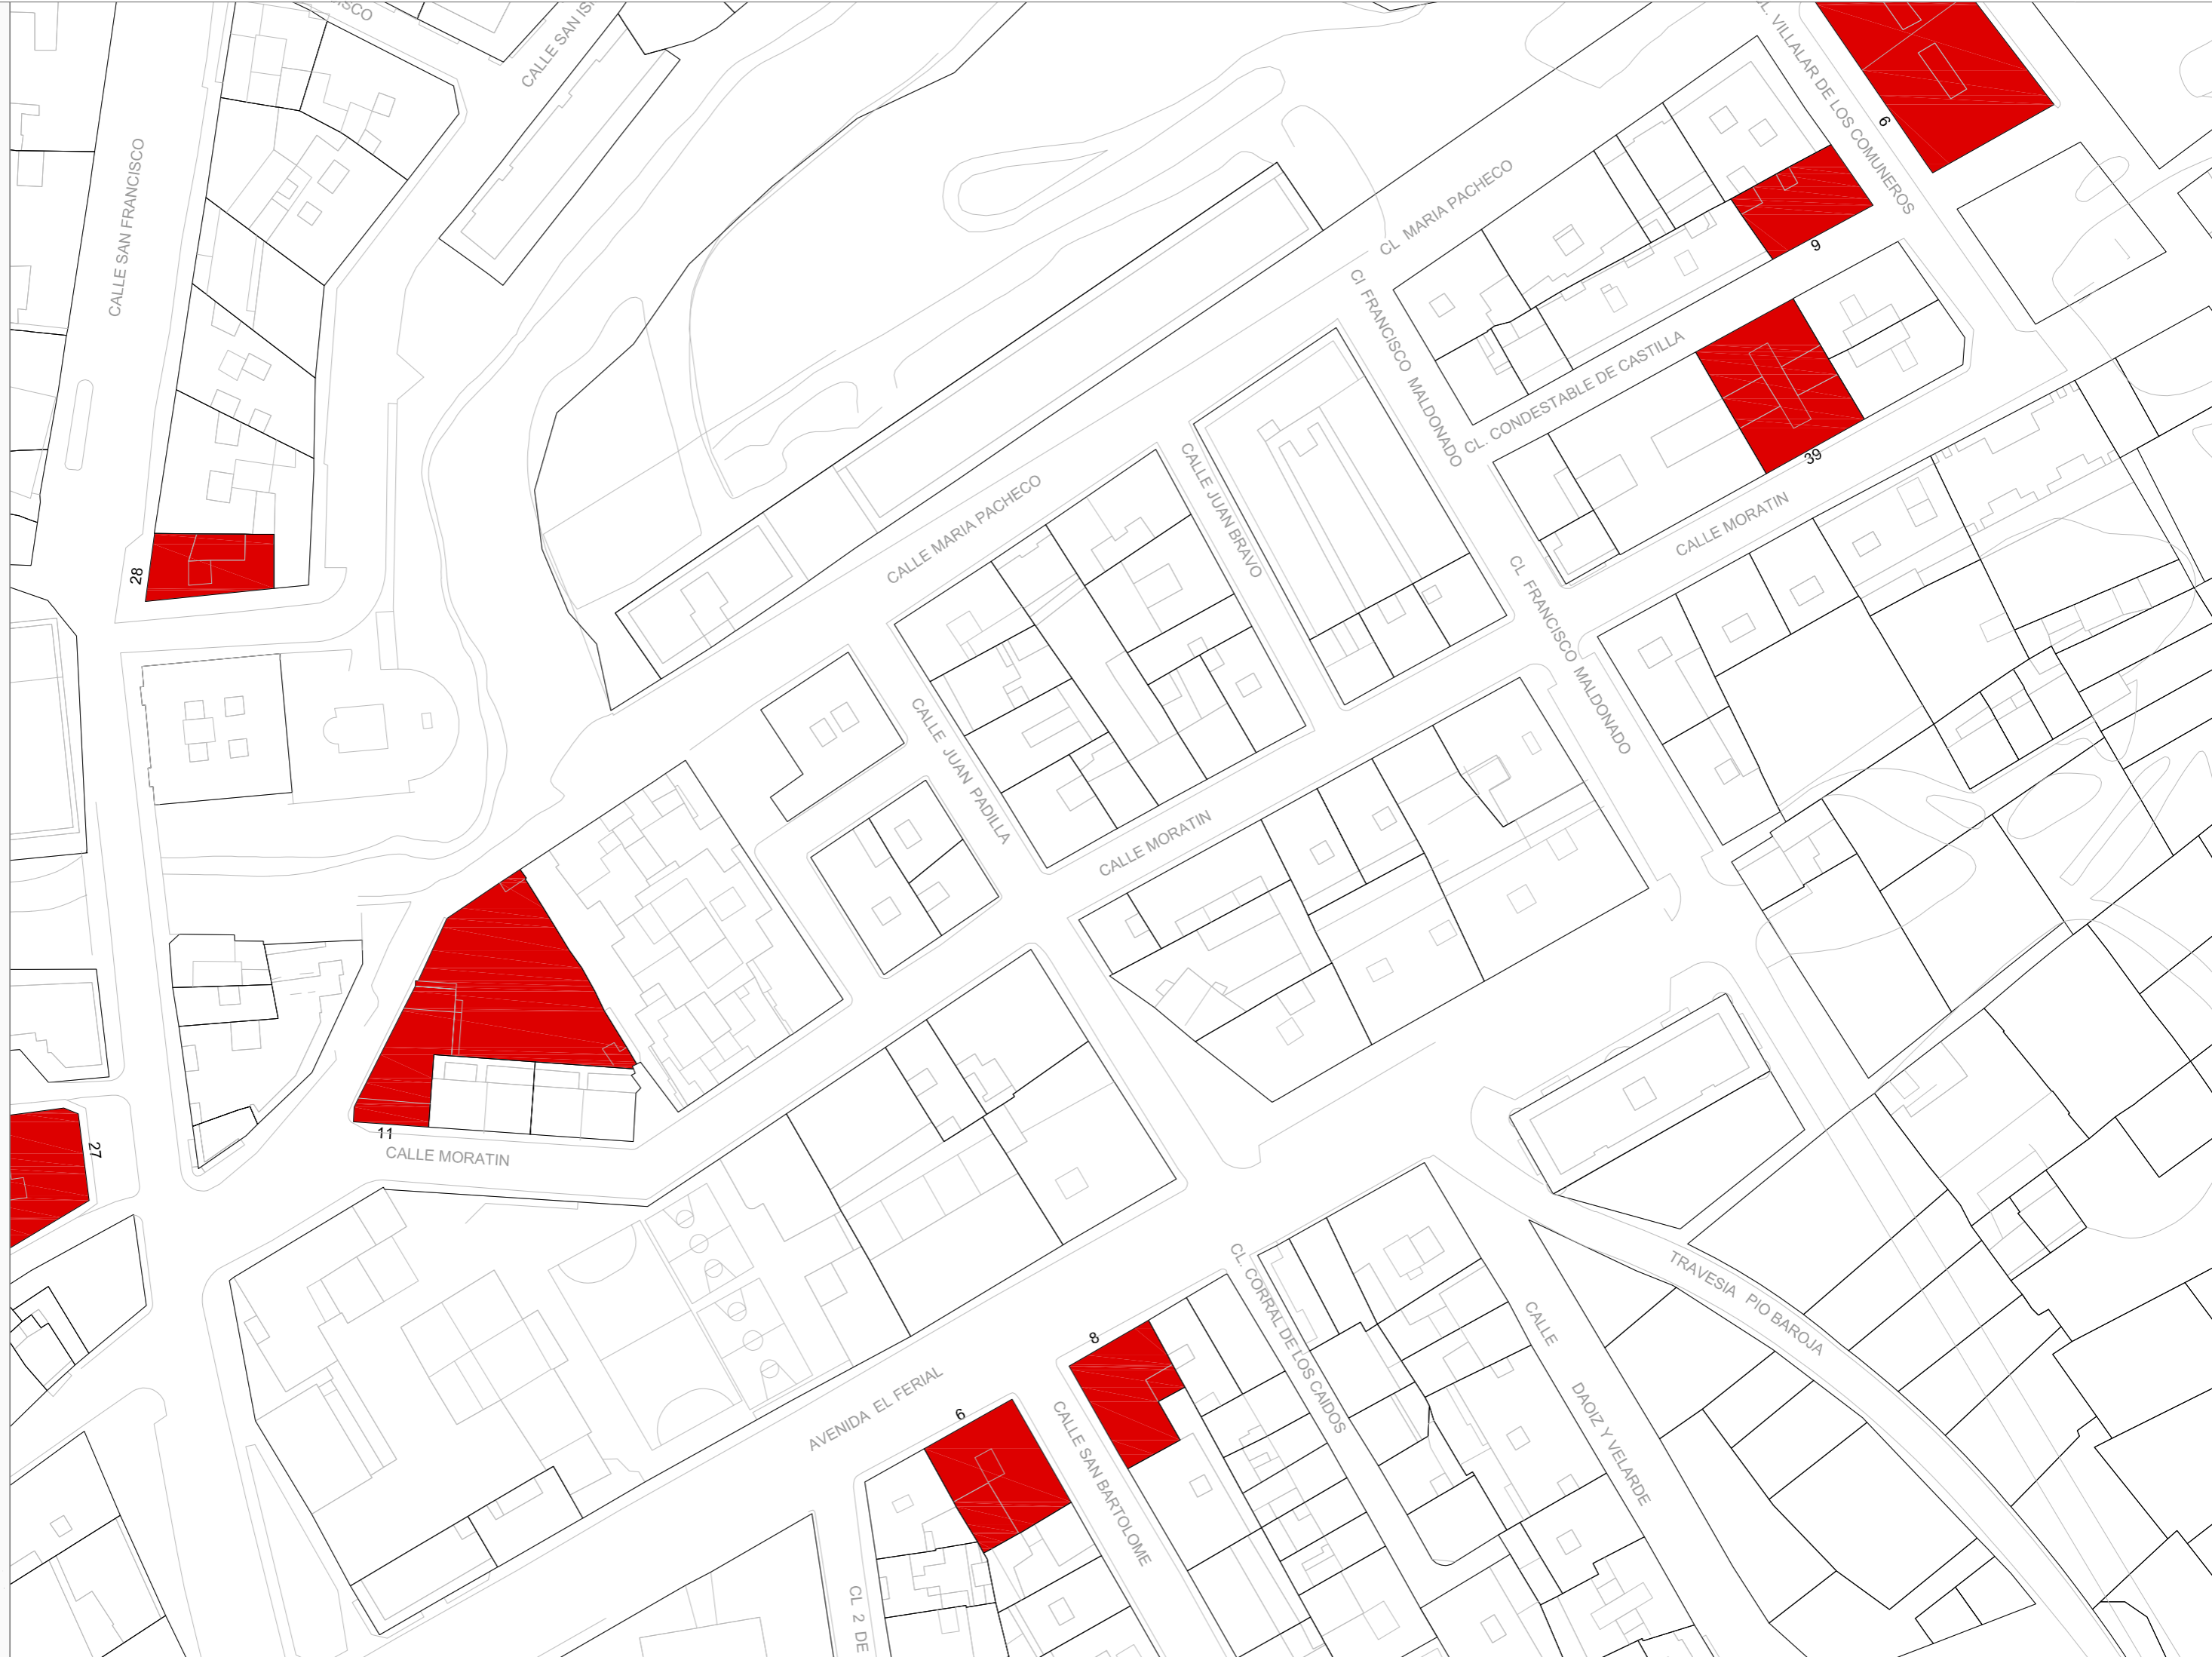 ISCO
CALLE SAN IS
CL. VILLALAR DE LOS COMUNEROS
6
CALLE SAN FRANCISCO
CL MARIA PACHECO
9
Cl FRANCISCO MALDONADO
CL. CONDESTABLE DE CASTILLA
39
CALLE MORATIN
CALLE JUAN BRAVO
CALLE MARIA PACHECO
28
CL FRANCISCO MALDONADO
CALLE JUAN PADILLA
CALLE MORATIN
11
CALLE MORATIN
27
CL. CORRAL DE LOS CAIDOS
TRAVESIA PIO BAROJA
8
CALLE DAOIZ Y VELARDE
AVENIDA EL FERIAL
6
CALLE SAN BARTOLOME
CL 2 DE